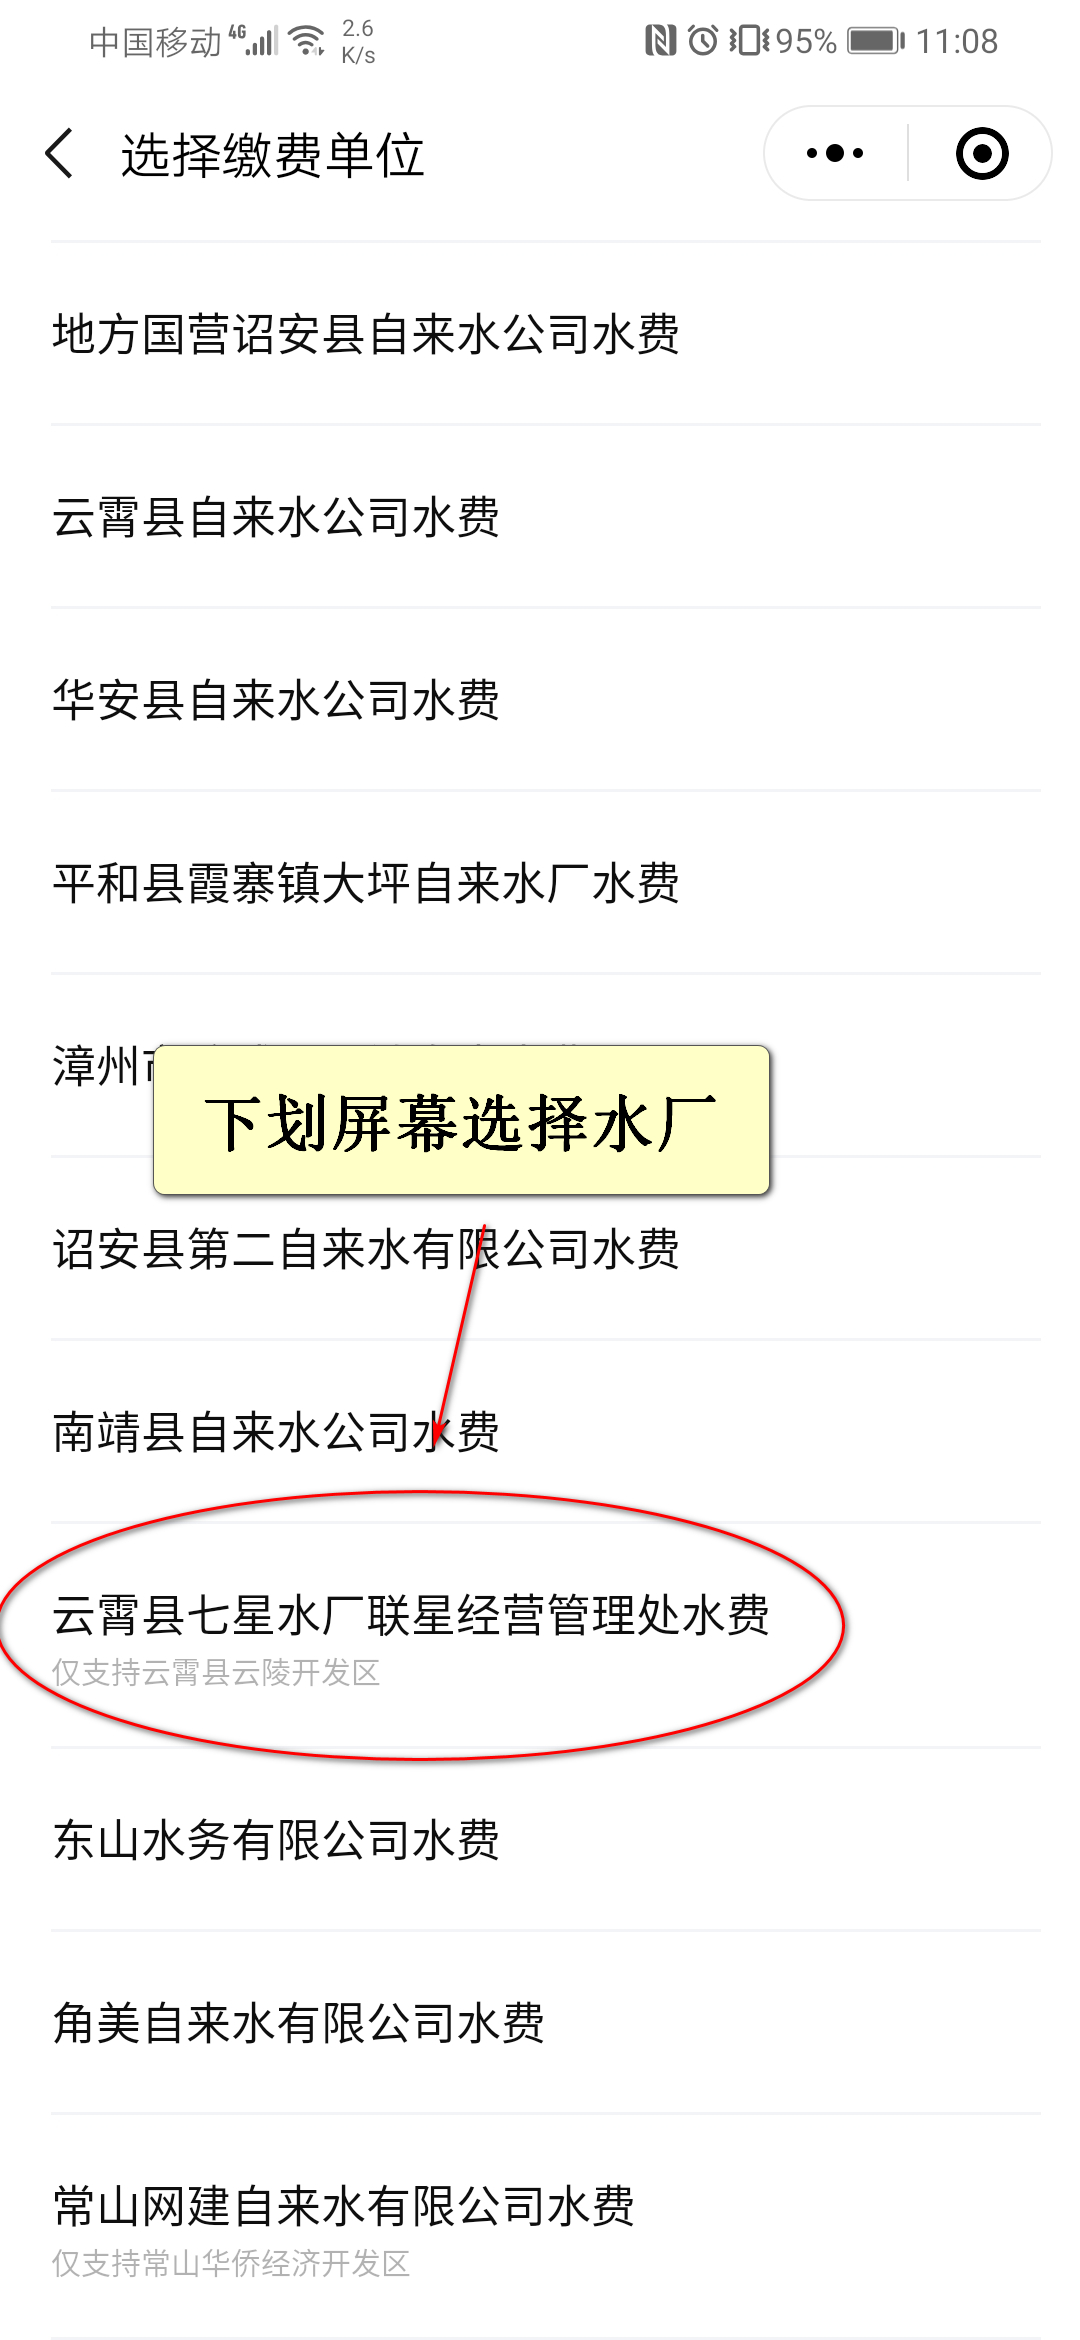 中国移动 4G 2.6 K/s 95% 11:08
选择缴费单位
地方国营诏安县自来水公司水费
云霄县自来水公司水费
华安县自来水公司水费
平和县霞寨镇大坪自来水厂水费
漳州
下划屏幕选择水厂
诏安县第二自来水有限公司水费
南靖县自来水公司水费
云霄县七星水厂联星经营管理处水费
仅支持云霄县云陵开发区
东山水务有限公司水费
角美自来水有限公司水费
常山网建自来水有限公司水费
仅支持常山华侨经济开发区